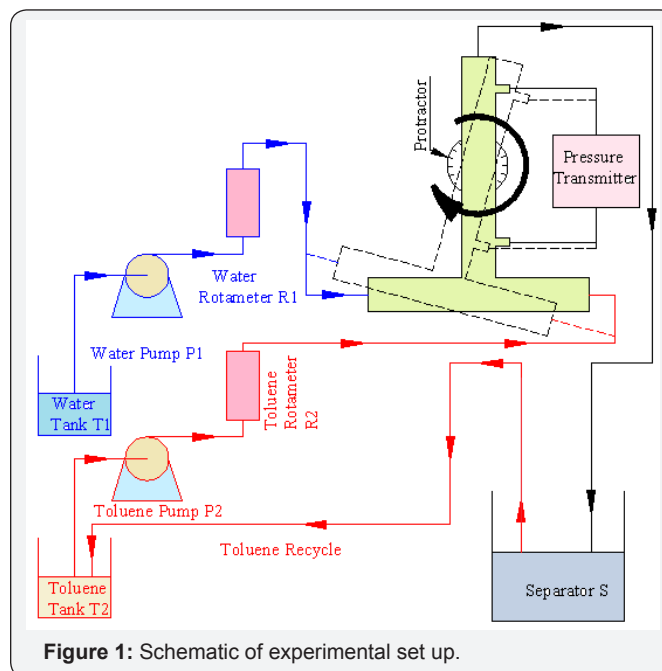 Protractor
Pressure
Transmitter
Water
Rotameter R1
Water Pump P1
Water
Tank T1
Toluene
Rotameter
R2
Toluene Pump P2
Toluene Recycle
Toluene
Tank T2
Separator S
Figure 1: Schematic of experimental set up.